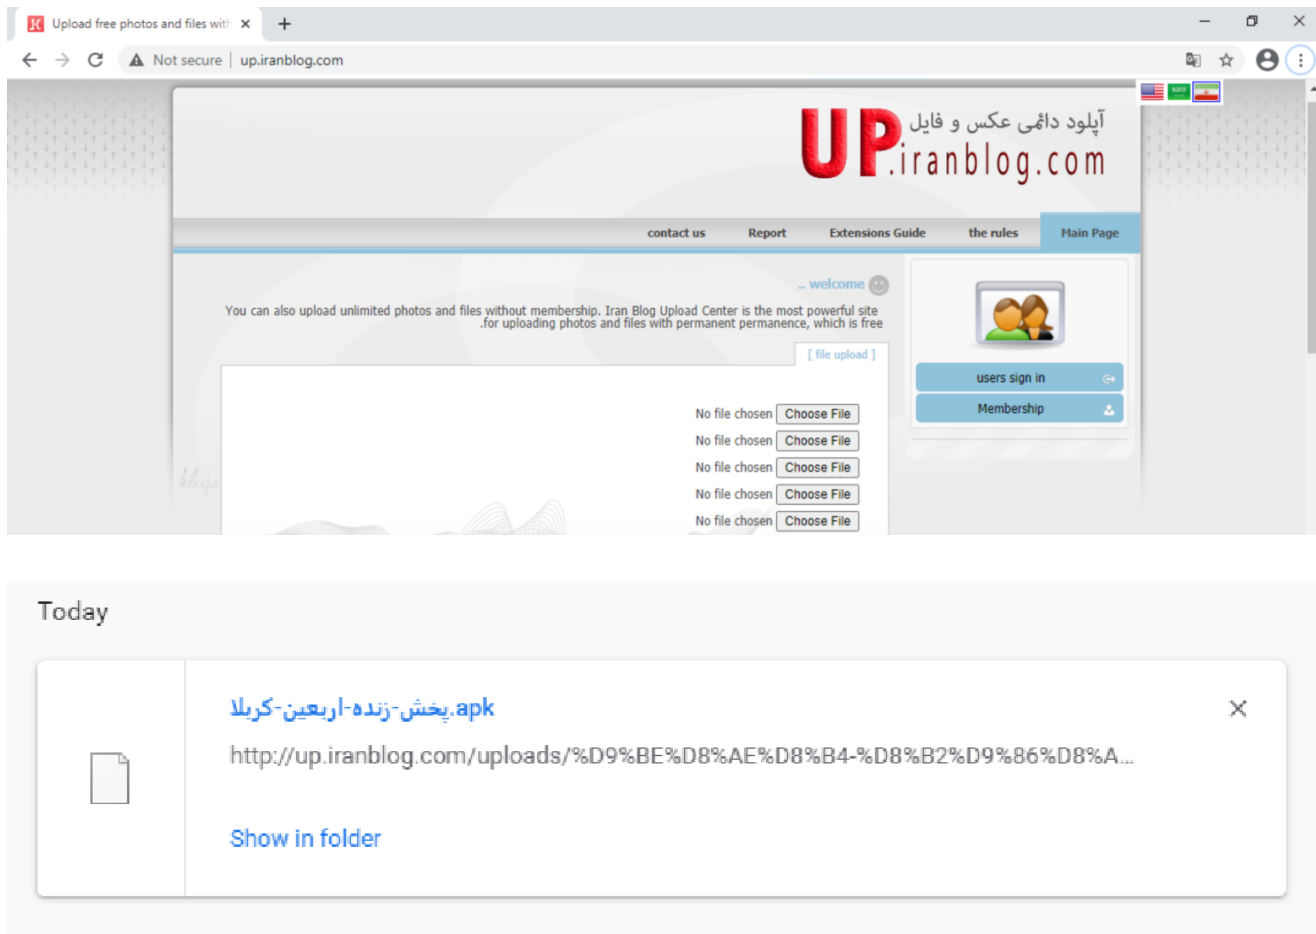 Upload free photos and files with
Not secure | up.iranblog.com
آپلود دائمی عکس و فایل
UP.iranblog.com
contact us Report Extensions Guide the rules Main Page
.. welcome
You can also upload unlimited photos and files without membership. Iran Blog Upload Center is the most powerful site
.for uploading photos and files with permanent permanence, which is free
[ file upload ]
users sign in
Membership
No file chosen Choose File
No file chosen Choose File
No file chosen Choose File
No file chosen Choose File
No file chosen Choose File
kleeja
Today
پخش-زنده-اربعین-کربلا.apk
http://up.iranblog.com/uploads/%D9%BE%D8%AE%D8%B4-%D8%B2%D9%86%D8%A...
Show in folder